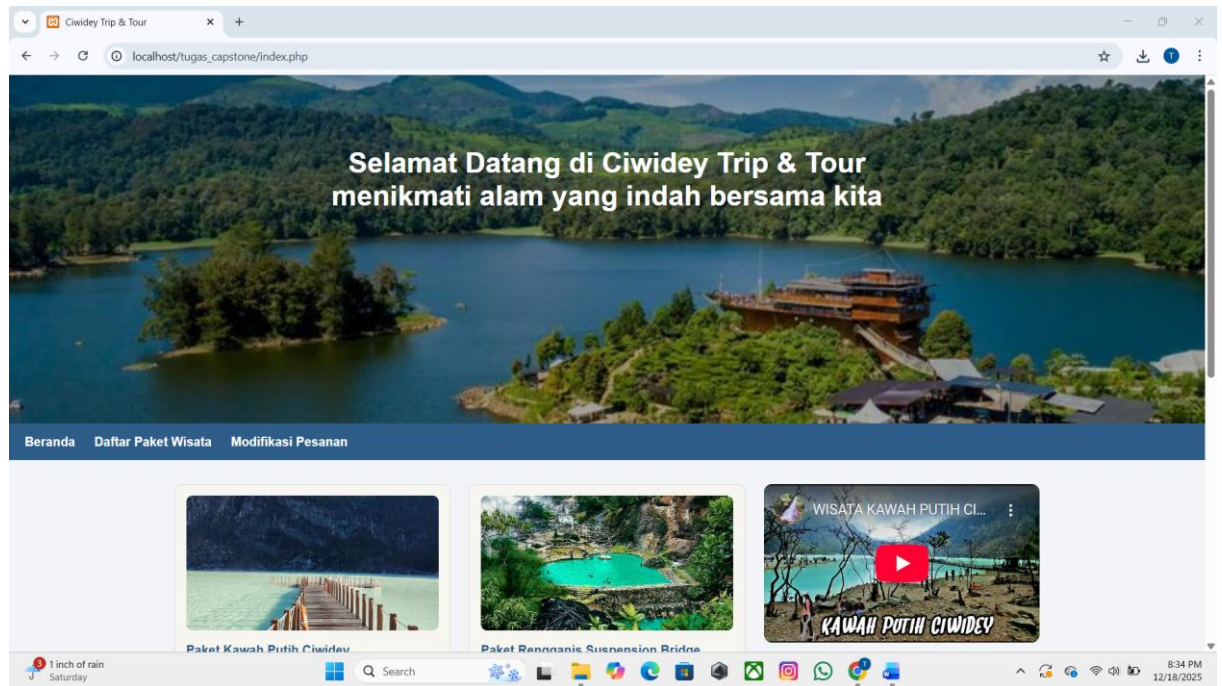 Ciwidey Trip & Tour
localhost/tugas_capstone/index.php
T
Selamat Datang di Ciwidey Trip & Tour
menikmati alam yang indah bersama kita
Beranda Daftar Paket Wisata Modifikasi Pesanan
WISATA KAWAH PUTIH CI...
KAWAH PUTIH CIWIDEY
Paket Kawah Putih Ciwidey Paket Rengganis Suspension Bridge
3
1 inch of rain
Saturday
Search
8:34 PM
12/18/2025